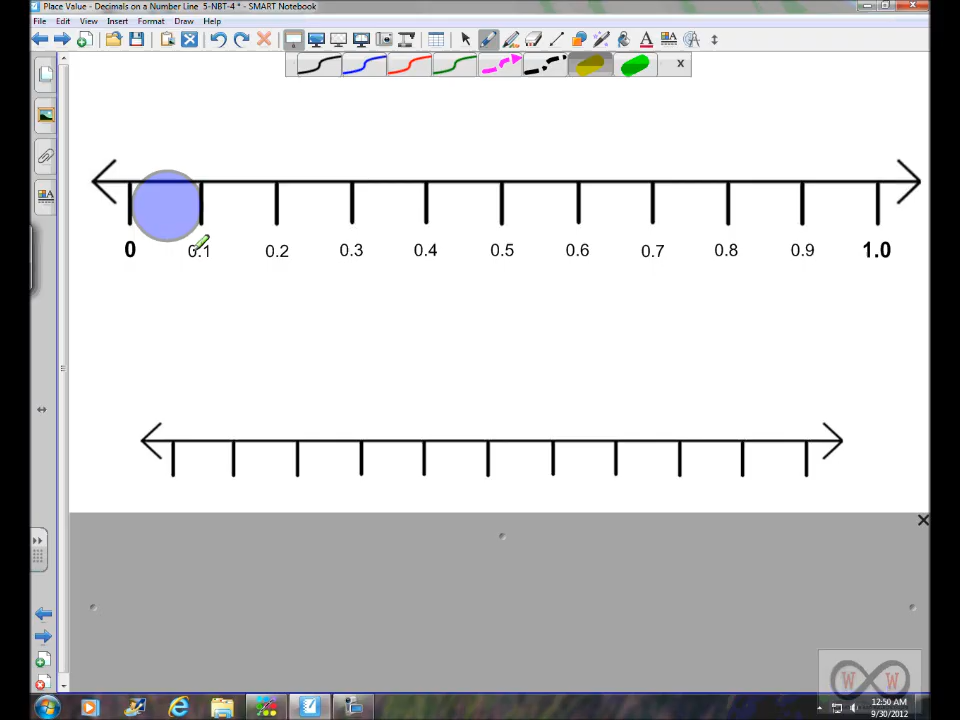 Place Value - Decimals on a Number Line 5-NBT-4 * - SMART Notebook
File Edit View Insert Format Draw Help
A
x
0 0.1 0.2 0.3 0.4 0.5 0.6 0.7 0.8 0.9 1.0
W W
12:50 AM
9/30/2012